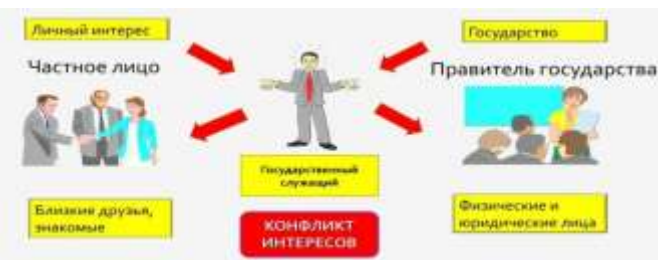 Личный интерес
Государство
Частное лицо
Правитель государства
Государственный
служащий
Близкие друзья,
знакомые
Физические и
юридические лица
КОНФЛИКТ
ИНТЕРЕСОВ